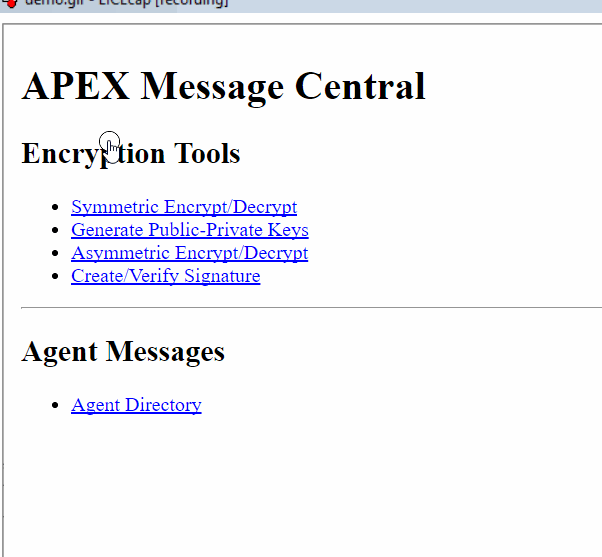 demo.gif - LICEcap [recording]
APEX Message Central
Encryption Tools
Symmetric Encrypt/Decrypt
Generate Public-Private Keys
Asymmetric Encrypt/Decrypt
Create/Verify Signature
Agent Messages
Agent Directory